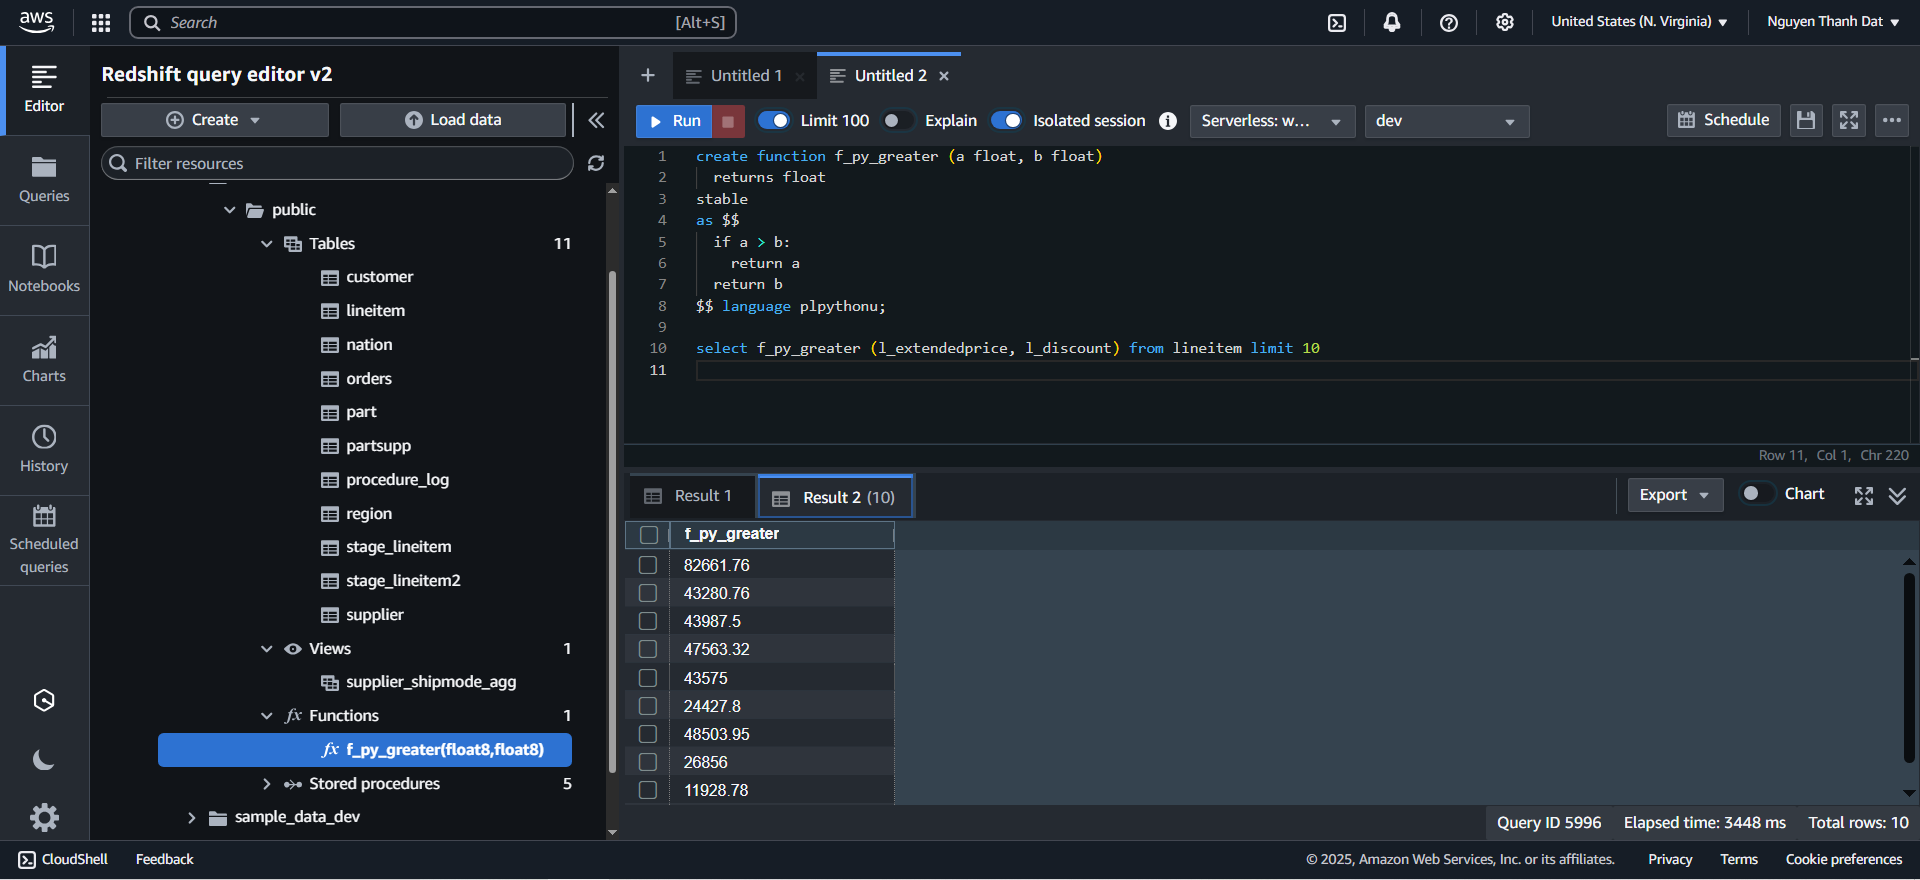 aws
Search [Alt+S]
United States (N. Virginia)
Nguyen Thanh Dat
Editor
Queries
Notebooks
Charts
History
Scheduled
queries
Redshift query editor v2
Create
Load data
Filter resources
public
Tables 11
customer
lineitem
nation
orders
part
partsupp
procedure_log
region
stage_lineitem
stage_lineitem2
supplier
Views 1
supplier_shipmode_agg
fx Functions 1
fx f_py_greater(float8,float8)
Stored procedures 5
sample_data_dev
Untitled 1
Untitled 2
Run
Limit 100
Explain
Isolated session
Serverless: w...
dev
Schedule
1 create function f_py_greater (a float, b float)
2 returns float
3 stable
4 as $$
5 if a > b:
6 return a
7 return b
8 $$ language plpythonu;
9
10 select f_py_greater (l_extendedprice, l_discount) from lineitem limit 10
11
Row 11, Col 1, Chr 220
Result 1
Result 2 (10)
Export
Chart
f_py_greater
82661.76
43280.76
43987.5
47563.32
43575
24427.8
48503.95
26856
11928.78
Query ID 5996 Elapsed time: 3448 ms Total rows: 10
CloudShell
Feedback
© 2025, Amazon Web Services, Inc. or its affiliates.
Privacy
Terms
Cookie preferences